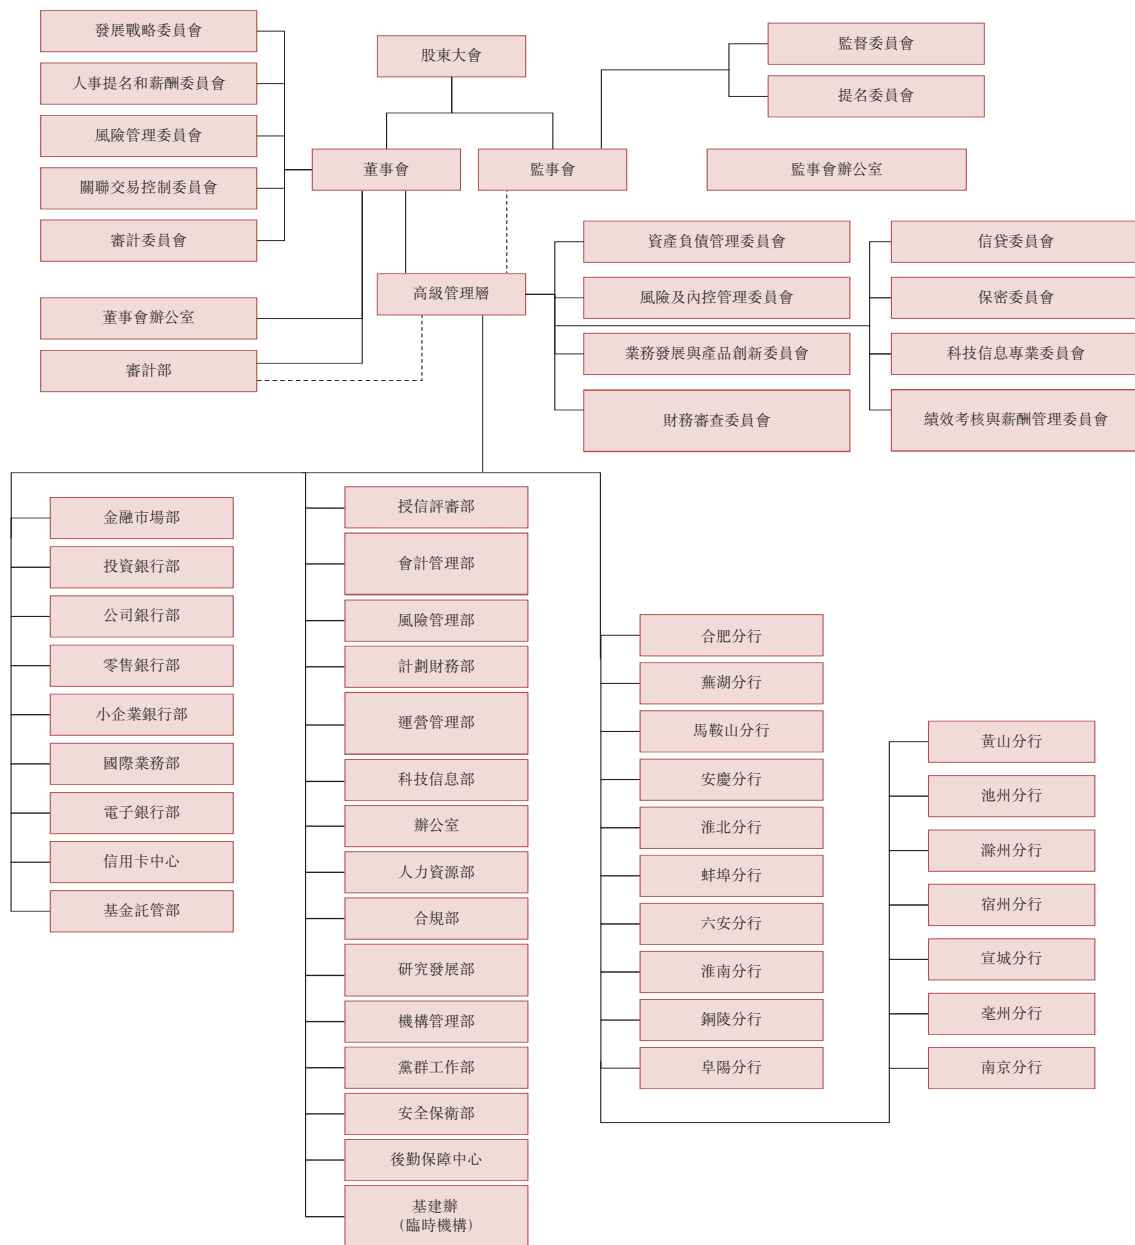 發展戰略委員會
人事提名和薪酬委員會
風險管理委員會
關聯交易控制委員會
審計委員會
董事會辦公室
審計部
股東大會
董事會
監事會
高級管理層
監督委員會
提名委員會
監事會辦公室
資產負債管理委員會
風險及內控管理委員會
業務發展與產品創新委員會
財務審查委員會
信貸委員會
保密委員會
科技信息專業委員會
績效考核與薪酬管理委員會
金融市場部
投資銀行部
公司銀行部
零售銀行部
小企業銀行部
國際業務部
電子銀行部
信用卡中心
基金託管部
授信評審部
會計管理部
風險管理部
計劃財務部
運營管理部
科技信息部
辦公室
人力資源部
合規部
研究發展部
機構管理部
黨群工作部
安全保衛部
後勤保障中心
基建辦
(臨時機構)
合肥分行
蕪湖分行
馬鞍山分行
安慶分行
淮北分行
蚌埠分行
六安分行
淮南分行
銅陵分行
阜陽分行
黃山分行
池州分行
滁州分行
宿州分行
宣城分行
亳州分行
南京分行